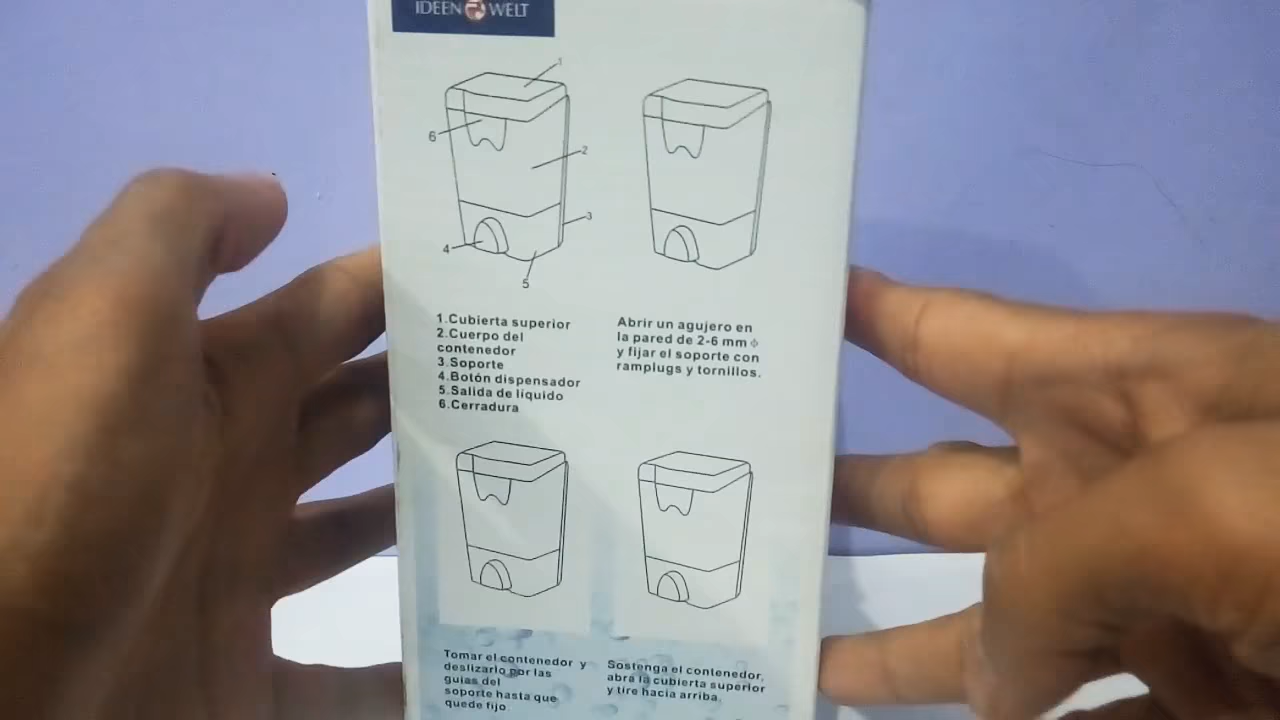 IDEEN WELT
1
6
2
3
4
5
1.Cubierta superior
2.Cuerpo del
contenedor
3.Soporte
4.Botón dispensador
5.Salida de líquido
6.Cerradura
Abrir un agujero en
la pared de 2-6 mm ϕ
y fijar el soporte con
ramplugs y tornillos.
Tomar el contenedor y
deslizarlo por las
guias del
soporte hasta que
quede fijo
Sostenga el contenedor,
abra la cubierta superior
y tire hacia arriba.